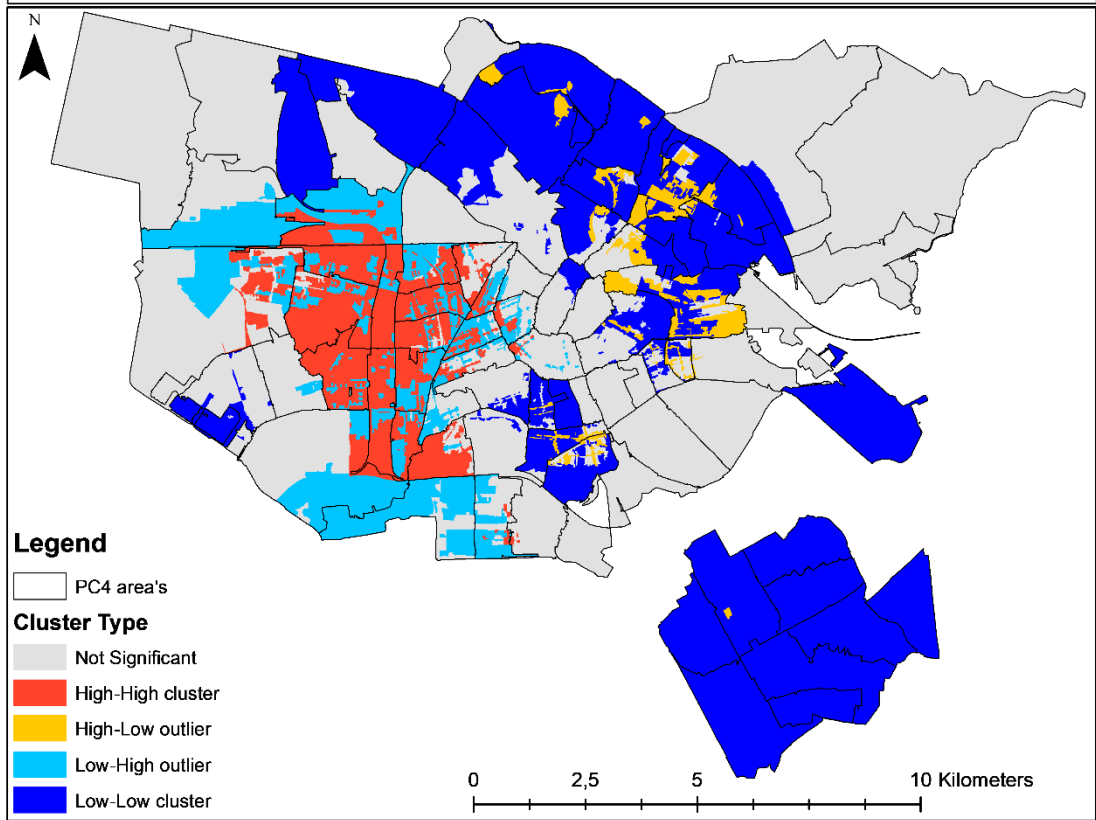 N
Legend
PC4 area's
Cluster Type
Not Significant
High-High cluster
High-Low outlier
Low-High outlier
Low-Low cluster
0 2,5 5 10 Kilometers